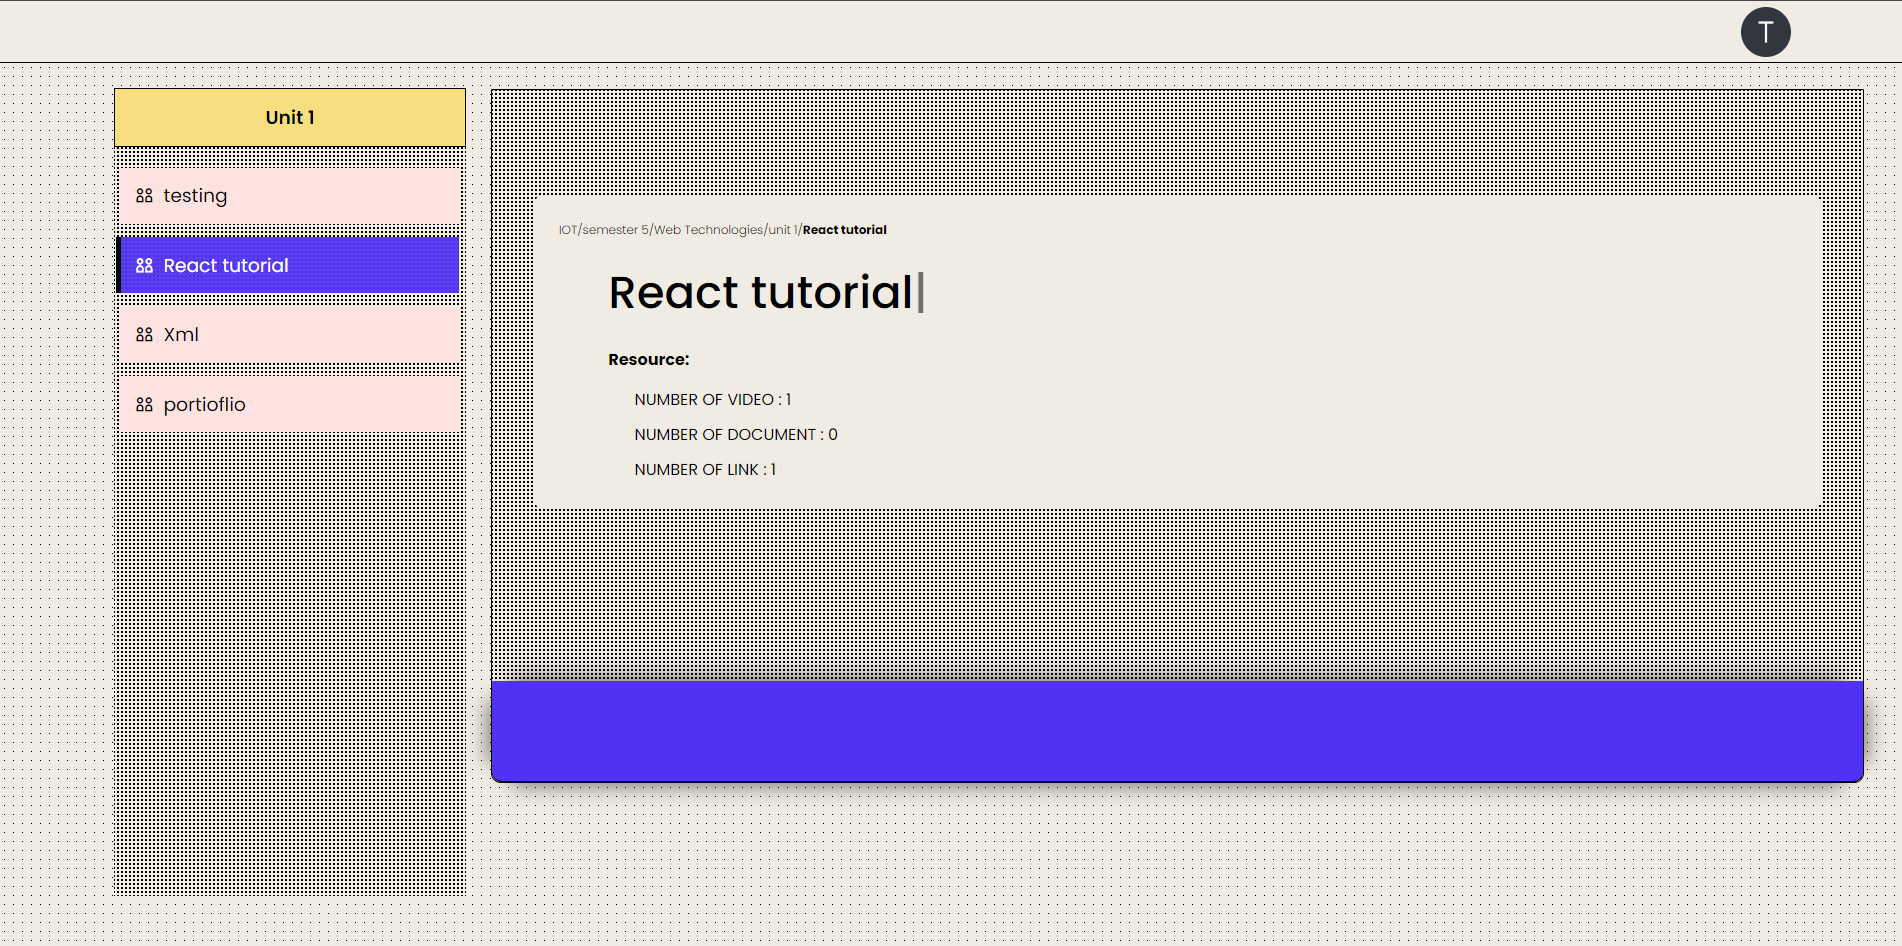 T
Unit 1
testing
React tutorial
Xml
portioflio
IOT/semester 5/Web Technologies/unit 1/React tutorial
React tutorial
Resource:
NUMBER OF VIDEO : 1
NUMBER OF DOCUMENT : 0
NUMBER OF LINK : 1